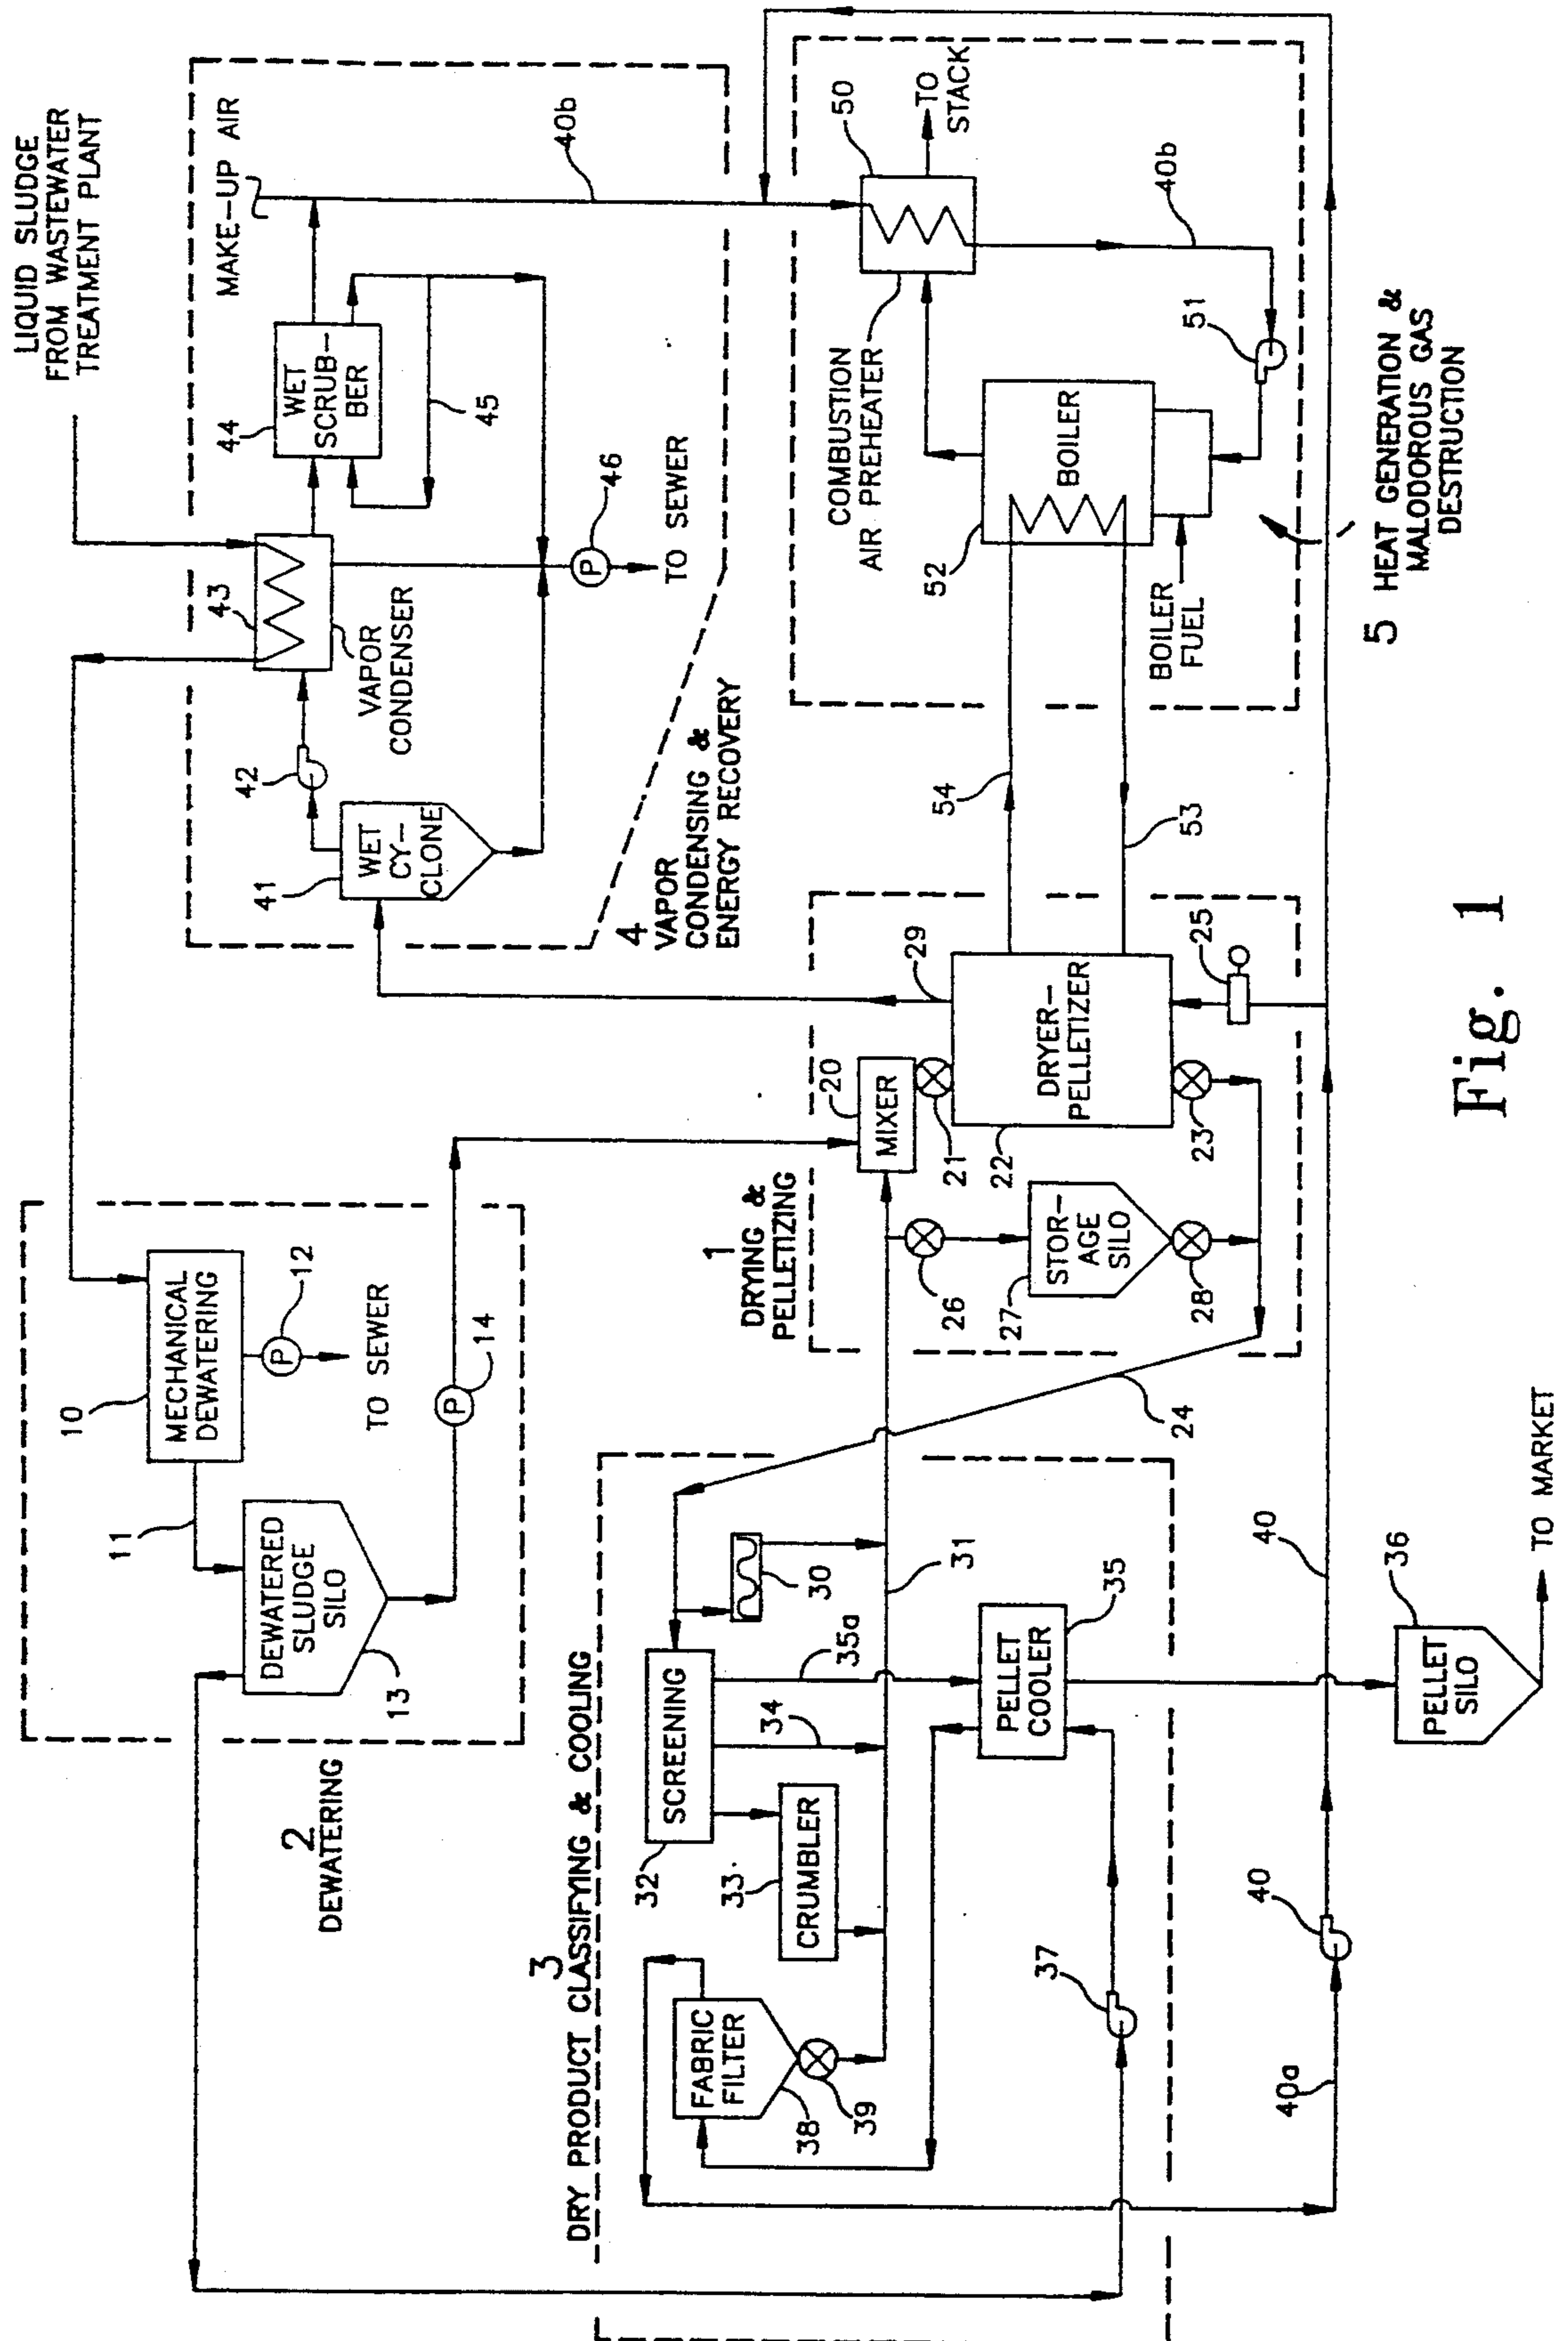 LIQUID SLUDGE
FROM WASTEWATER
TREATMENT PLANT
MAKE-UP AIR
44
WET
SCRUB-
BER
45
43
VAPOR
CONDENSER
42
41
WET
CY-
CLONE
46
P
TO SEWER
40b
4
VAPOR
CONDENSING &
ENERGY RECOVERY
10
MECHANICAL
DEWATERING
12
P
TO SEWER
11
DEWATERED
SLUDGE
SILO
13
14
P
2
DEWATERING
50
TO
STACK
COMBUSTION
AIR PREHEATER
40b
51
52
BOILER
BOILER
FUEL
5 HEAT GENERATION &
MALODOROUS GAS
DESTRUCTION
54
53
1
DRYING &
PELLETIZING
20
MIXER
29
21
DRYER-
PELLETIZER
22
23
25
26
STOR-
AGE
SILO
27
28
24
3
DRY PRODUCT CLASSIFYING & COOLING
SCREENING
32
30
31
35a
34
33
CRUMBLER
PELLET
COOLER
35
FABRIC
FILTER
38
39
37
40
40
40a
PELLET
SILO
36
TO MARKET
Fig. 1